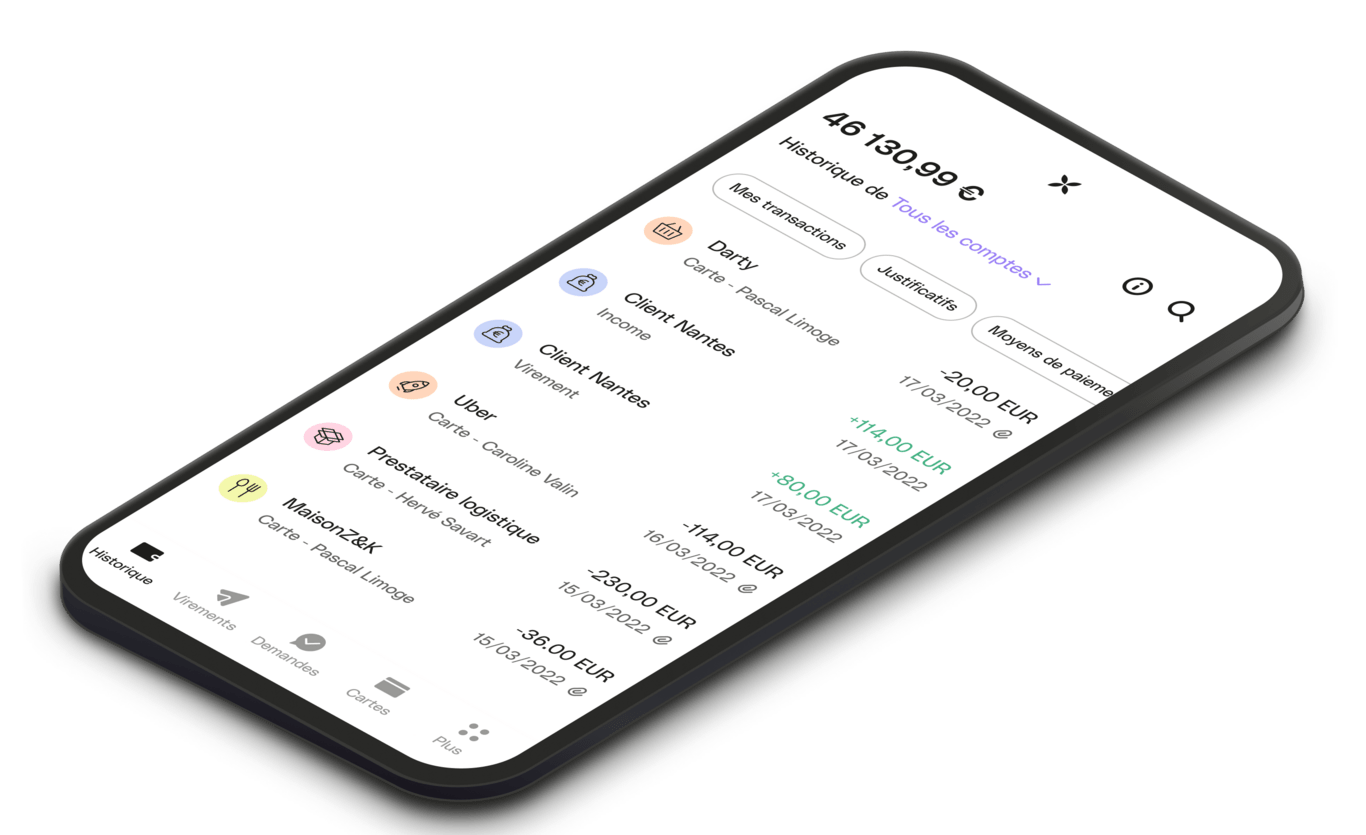 46 130,99 €
Historique de Tous les comptes
Mes transactions
Justificatifs
Moyens de paieme
Darty
Carte - Pascal Limoge
-20,00 EUR
17/03/2022
Client Nantes
Income
+114,00 EUR
17/03/2022
Client Nantes
Virement
+80,00 EUR
17/03/2022
Uber
Carte - Caroline Valin
-114,00 EUR
16/03/2022
Prestataire logistique
Carte - Hervé Savart
-230,00 EUR
15/03/2022
MaisonZ&K
Carte - Pascal Limoge
-36.00 EUR
15/03/2022
Historique
Virements
Demandes
Cartes
Plus